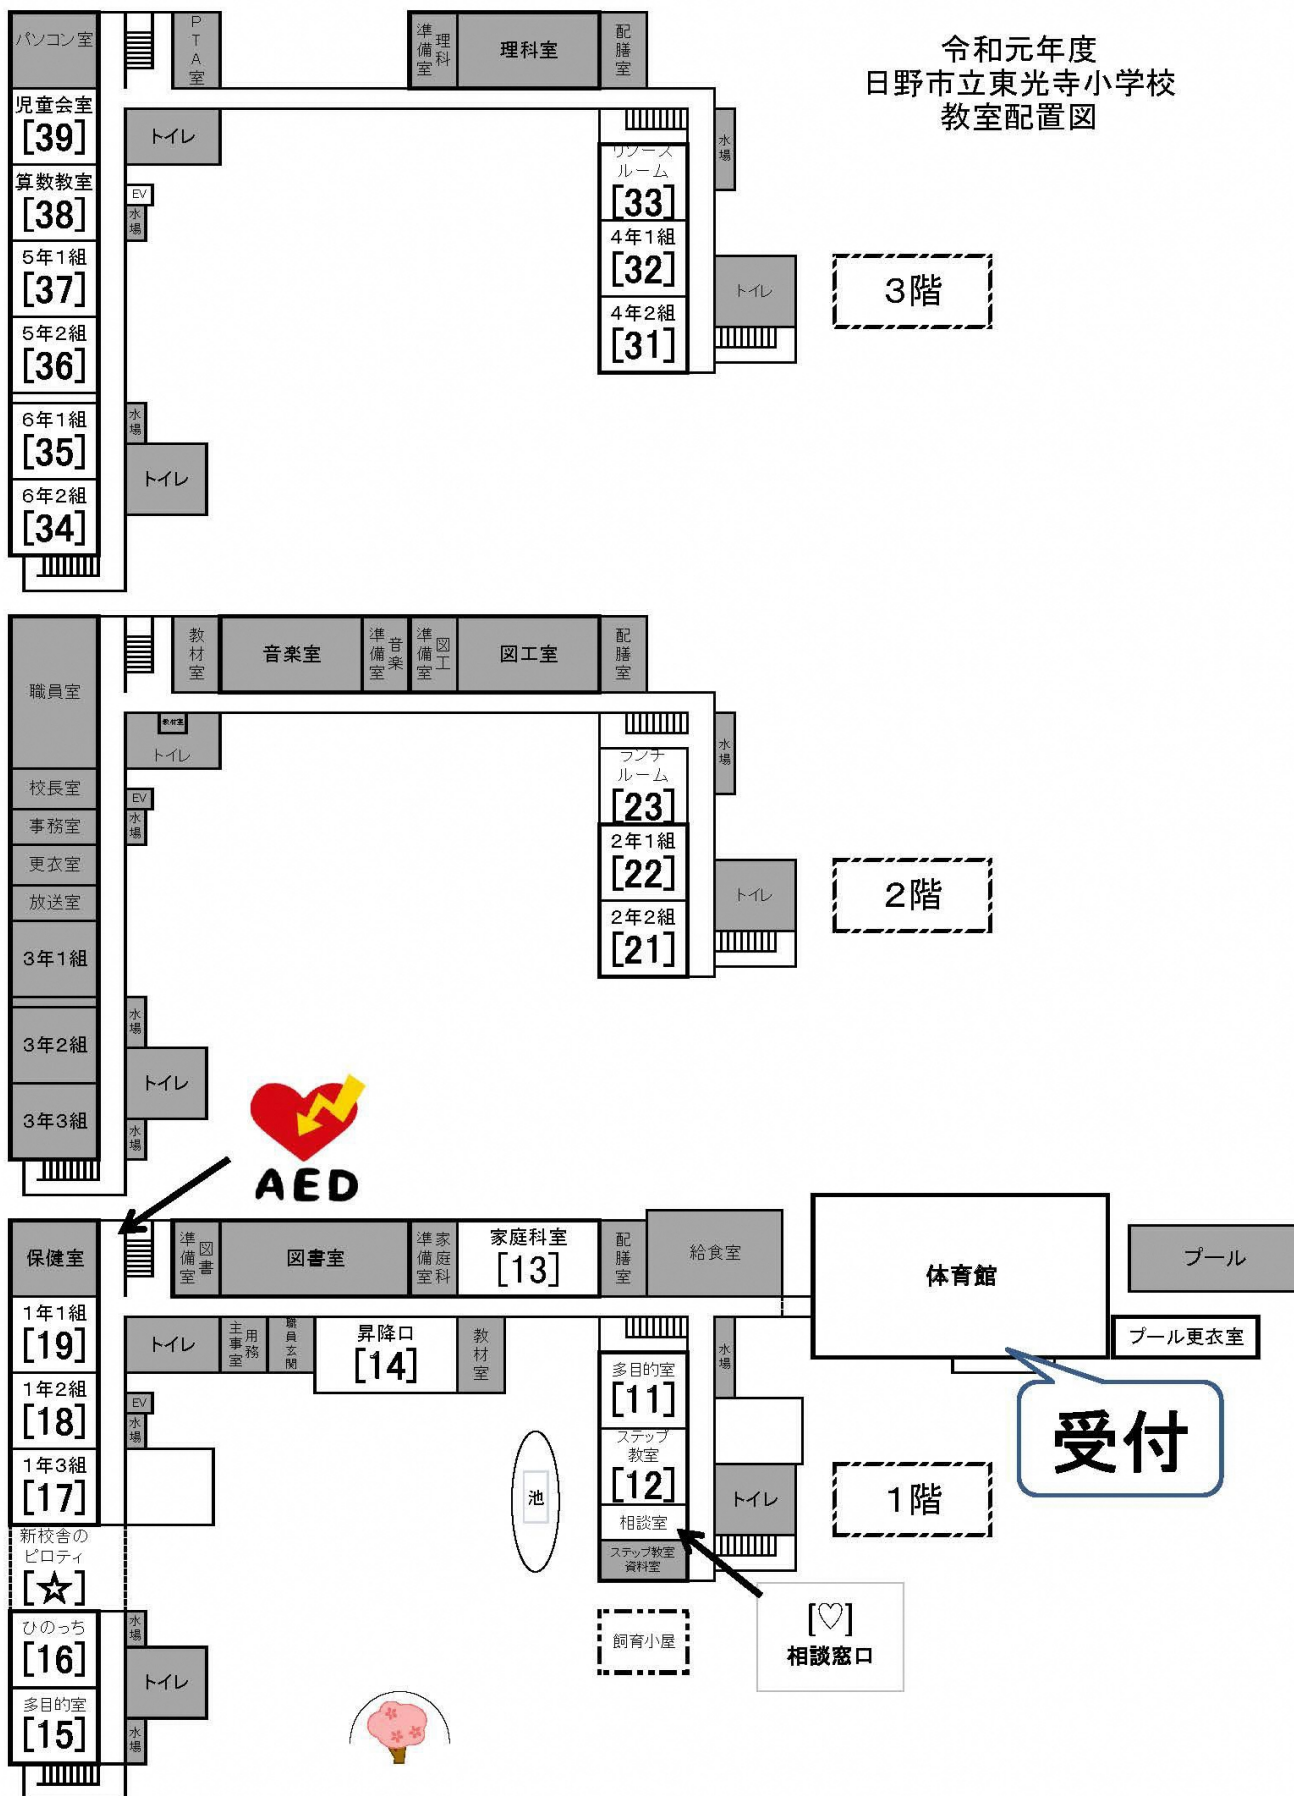 令和元年度
日野市立東光寺小学校
教室配置図
パソコン室
PTA室
理科準備室
理科室
配膳室
児童会室
[39]
トイレ
算数教室
[38]
EV
水場
5年1組
[37]
5年2組
[36]
6年1組
[35]
水場
トイレ
6年2組
[34]
リソース
ルーム
[33]
水場
4年1組
[32]
4年2組
[31]
トイレ
3階
職員室
教材室
音楽室
音楽準備室
図工準備室
図工室
配膳室
教材室
トイレ
校長室
EV
事務室
水場
更衣室
放送室
3年1組
3年2組
水場
トイレ
3年3組
水場
ランチ
ルーム
[23]
水場
2年1組
[22]
2年2組
[21]
トイレ
2階
AED
保健室
図書準備室
図書室
家庭科準備室
家庭科室
[13]
配膳室
給食室
体育館
プール
プール更衣室
受付
1年1組
[19]
トイレ
用務主事室
職員玄関
昇降口
[14]
教材室
1年2組
[18]
EV
水場
1年3組
[17]
新校舎の
ピロティ
[☆]
ひのっち
[16]
水場
トイレ
多目的室
[15]
水場
池
多目的室
[11]
水場
ステップ
教室
[12]
相談室
ステップ教室
資料室
トイレ
1階
飼育小屋
[♡]
相談窓口